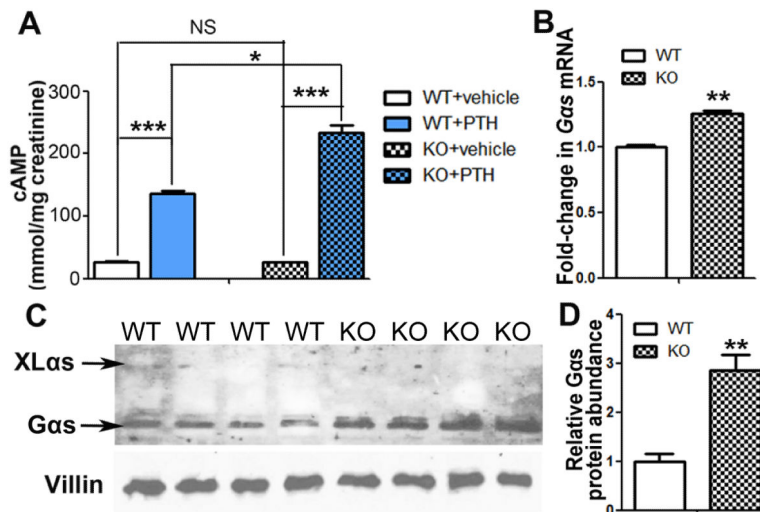 A
NS
*
***
***
300
200
100
0
cAMP
(mmol/mg creatinine)
WT+vehicle
WT+PTH
KO+vehicle
KO+PTH
B
WT
KO
**
1.5
1.0
0.5
0.0
Fold-change in Gαs mRNA
C
WT WT WT WT KO KO KO KO
XLαs
Gαs
Villin
D
WT
KO
**
4
3
2
1
0
Relative Gαs
protein abundance